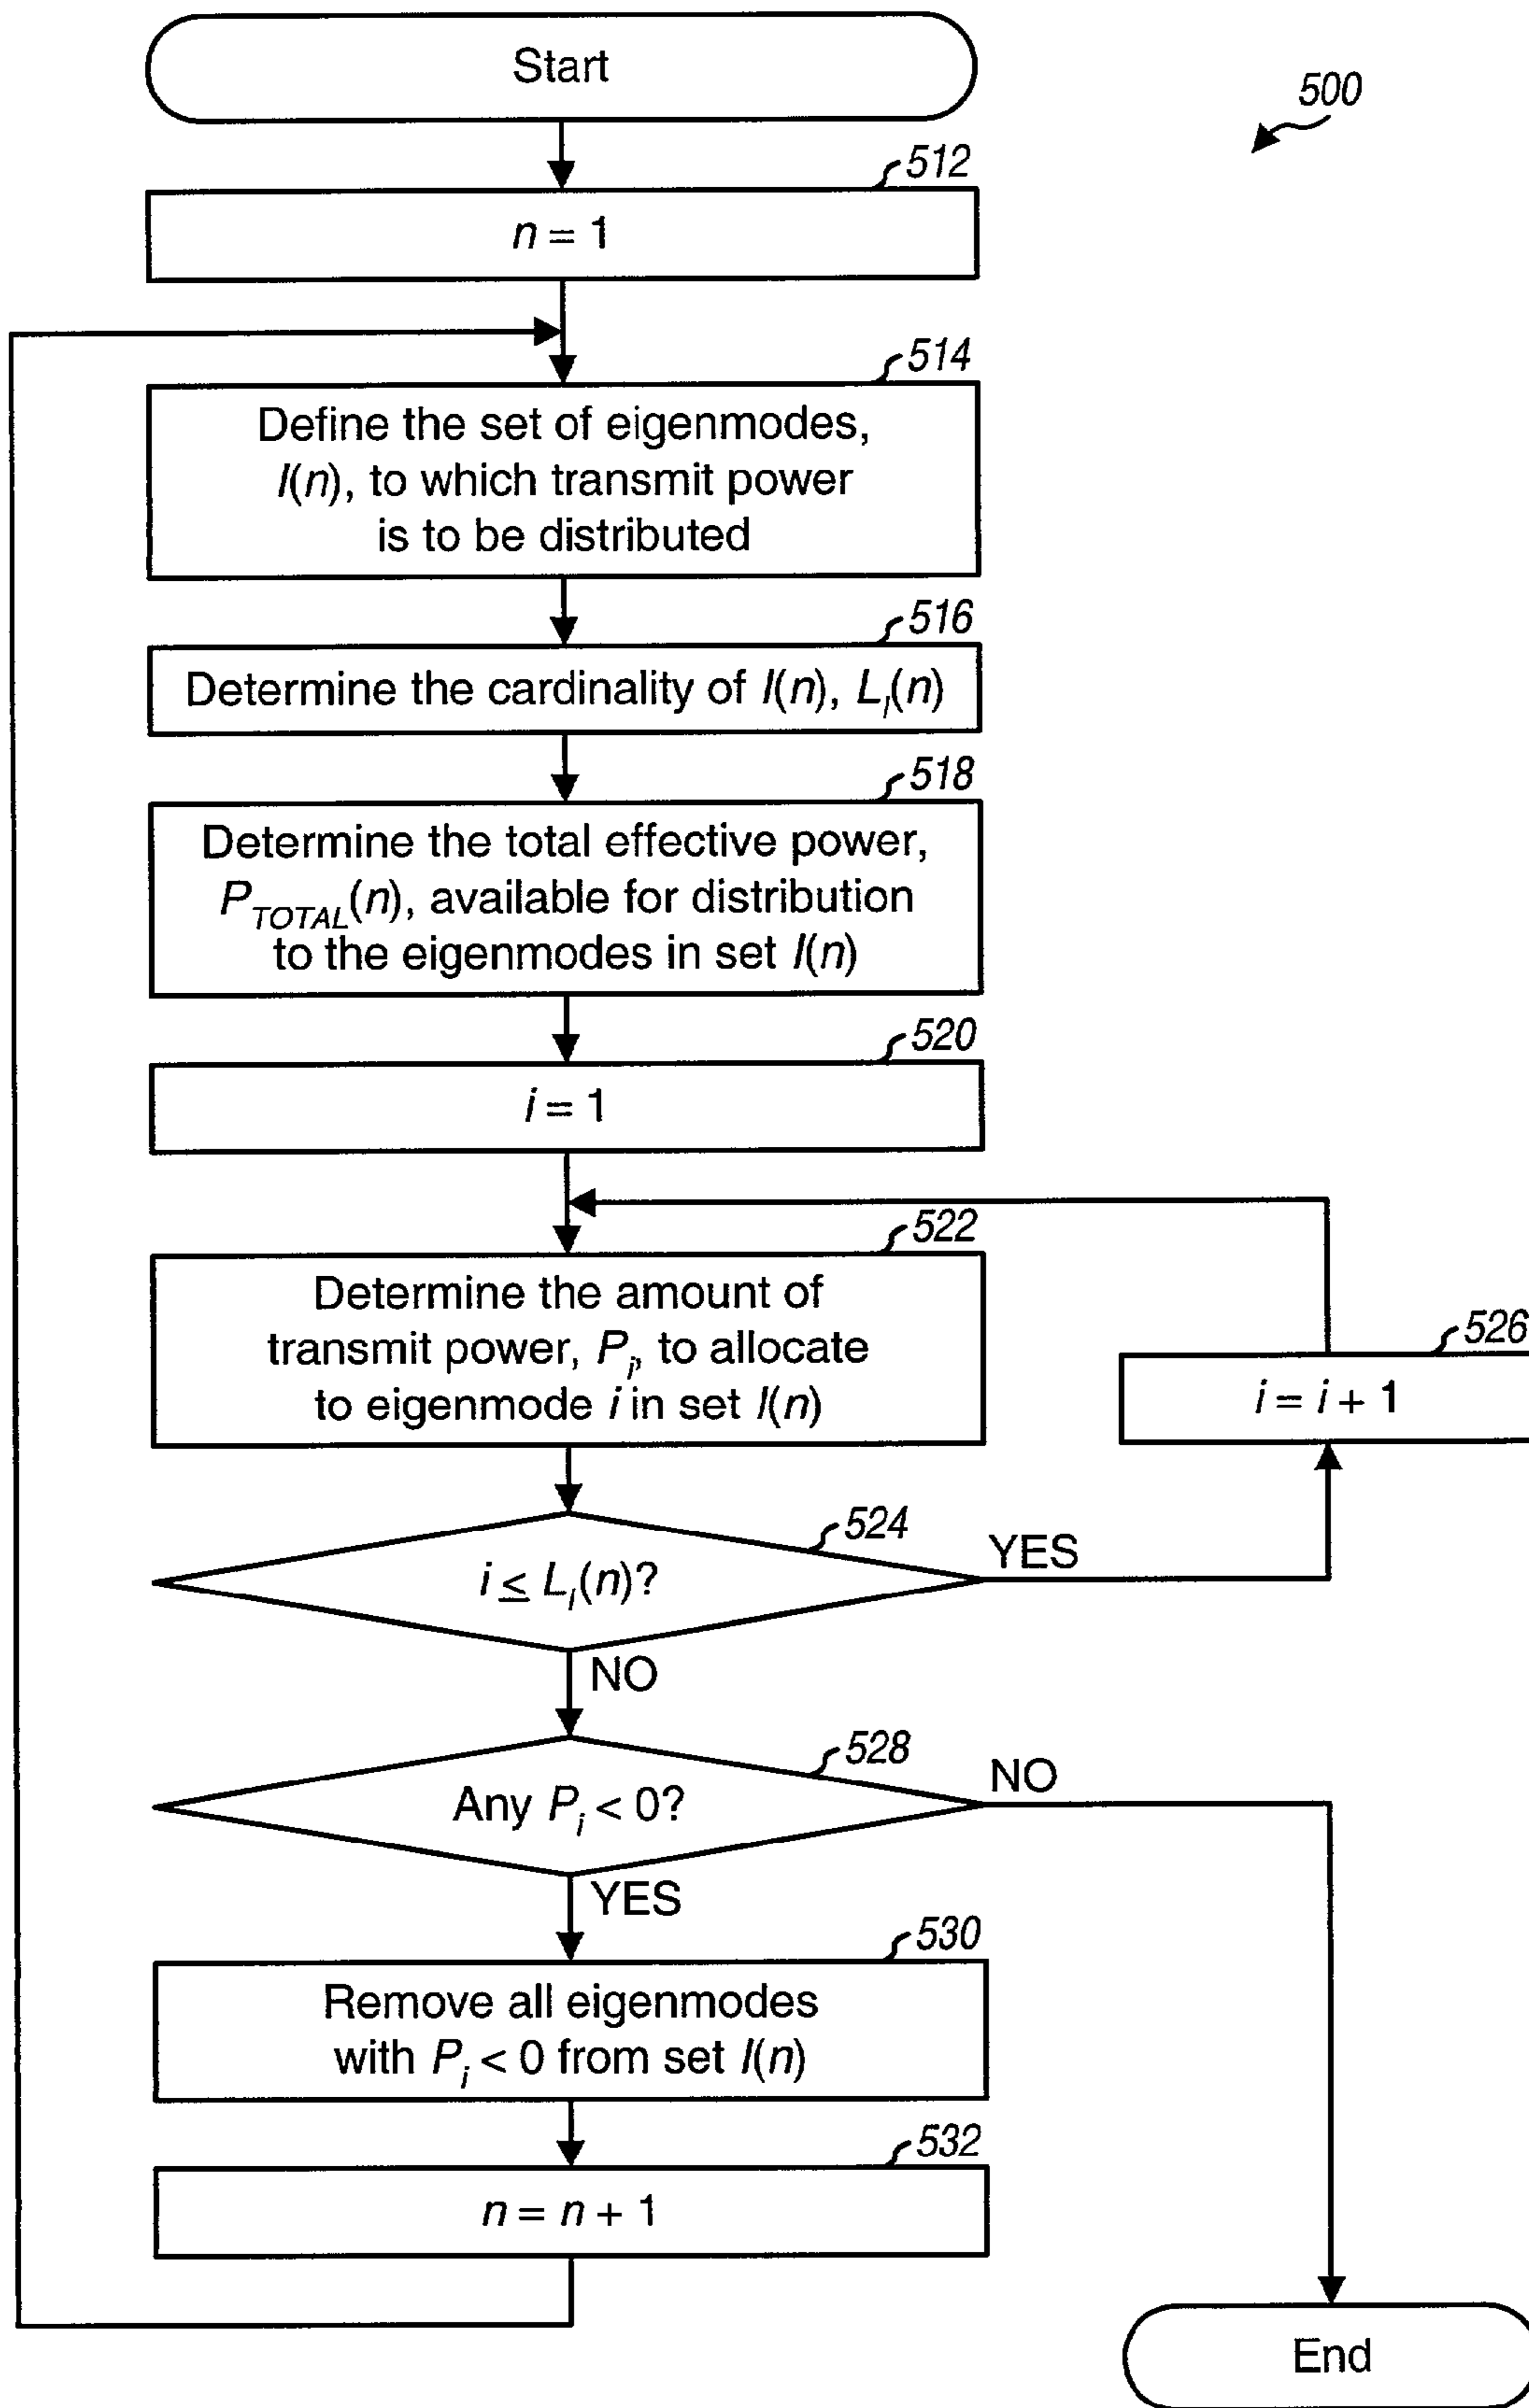 Start
500
512
n = 1
514
Define the set of eigenmodes,
I(n), to which transmit power
is to be distributed
516
Determine the cardinality of I(n), L_I(n)
518
Determine the total effective power,
P_TOTAL(n), available for distribution
to the eigenmodes in set I(n)
520
i = 1
522
Determine the amount of
transmit power, P_i, to allocate
to eigenmode i in set I(n)
526
i = i + 1
524
i ≤ L_I(n)?
YES
NO
528
Any P_i < 0?
NO
YES
530
Remove all eigenmodes
with P_i < 0 from set I(n)
532
n = n + 1
End